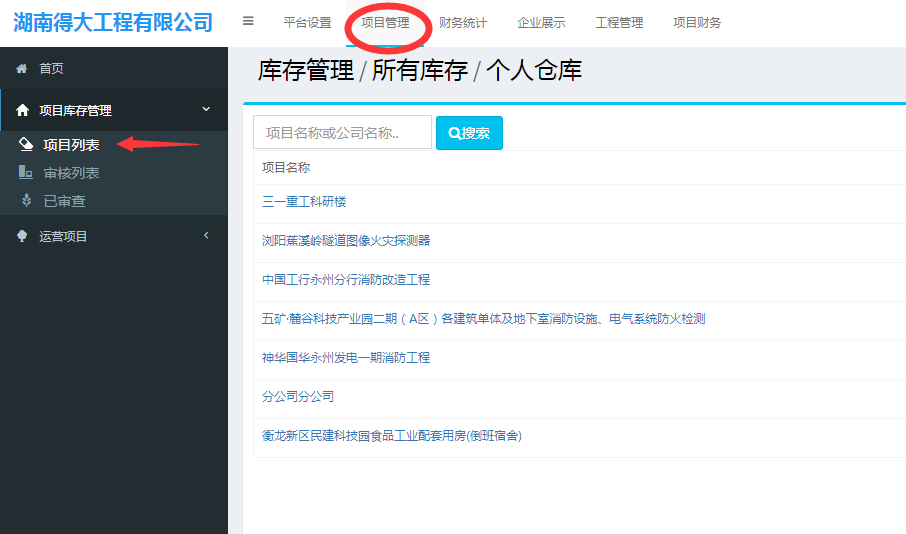 湖南得大工程有限公司
平台设置 项目管理 财务统计 企业展示 工程管理 项目财务
首页
项目库存管理
项目列表
审核列表
已审查
运营项目
库存管理 / 所有库存 / 个人仓库
项目名称或公司名称.. 搜索
项目名称
三一重工科研楼
浏阳蕉溪岭隧道图像火灾探测器
中国工行永州分行消防改造工程
五矿·麓谷科技产业园二期（A区）各建筑单体及地下室消防设施、电气系统防火检测
神华国华永州发电一期消防工程
分公司分公司
衡龙新区民建科技园食品工业配套用房(倒班宿舍)